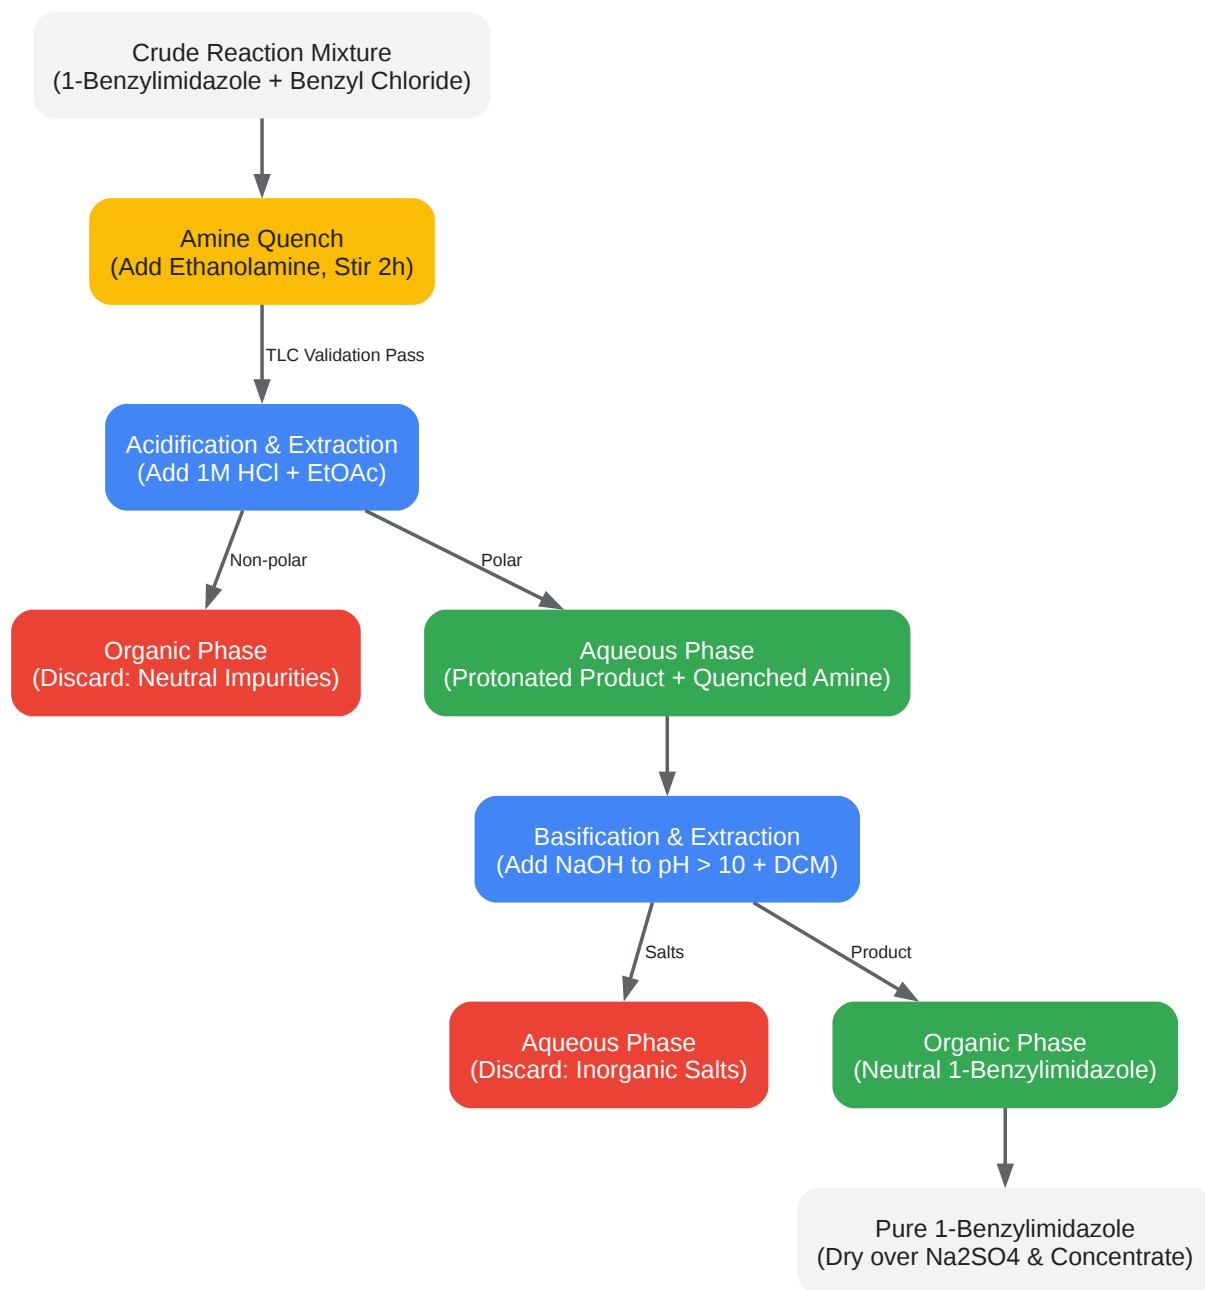 Crude Reaction Mixture
(1-Benzylimidazole + Benzyl Chloride)
Amine Quench
(Add Ethanolamine, Stir 2h)
TLC Validation Pass
Acidification & Extraction
(Add 1M HCl + EtOAc)
Non-polar
Polar
Organic Phase
(Discard: Neutral Impurities)
Aqueous Phase
(Protonated Product + Quenched Amine)
Basification & Extraction
(Add NaOH to pH > 10 + DCM)
Salts
Product
Aqueous Phase
(Discard: Inorganic Salts)
Organic Phase
(Neutral 1-Benzylimidazole)
Pure 1-Benzylimidazole
(Dry over Na2SO4 & Concentrate)